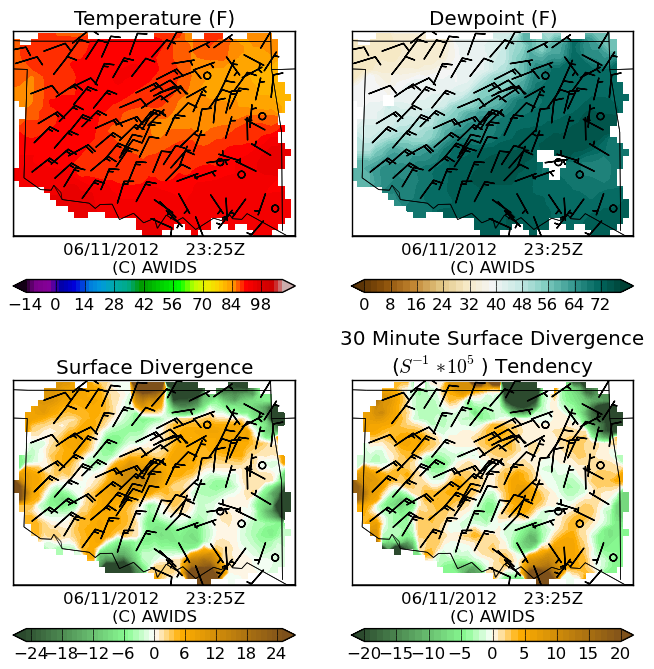 Temperature (F)
Dewpoint (F)
06/11/2012 23:25Z
(C) AWIDS
06/11/2012 23:25Z
(C) AWIDS
−14 0 14 28 42 56 70 84 98
0 8 16 24 32 40 48 56 64 72
Surface Divergence
30 Minute Surface Divergence
(S⁻¹ *10⁵ ) Tendency
06/11/2012 23:25Z
(C) AWIDS
06/11/2012 23:25Z
(C) AWIDS
−24 −18 −12 −6 0 6 12 18 24
−20 −15 −10 −5 0 5 10 15 20